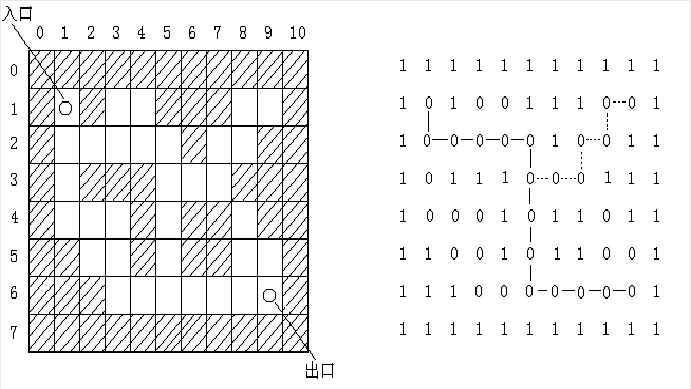 入口
0 1 2 3 4 5 6 7 8 9 10
0 1 1 1 1 1 1 1 1 1 1 1
1 1 0 1 0 0 1 1 1 0 0 1
2 1 0 0 0 0 0 1 0 0 1 1
3 1 0 1 1 1 0 0 0 1 1 1
4 1 0 0 0 1 0 1 1 0 1 1
5 1 1 0 0 1 0 1 1 0 0 1
6 1 1 1 0 0 0 0 0 0 0 1
7 1 1 1 1 1 1 1 1 1 1 1
出口